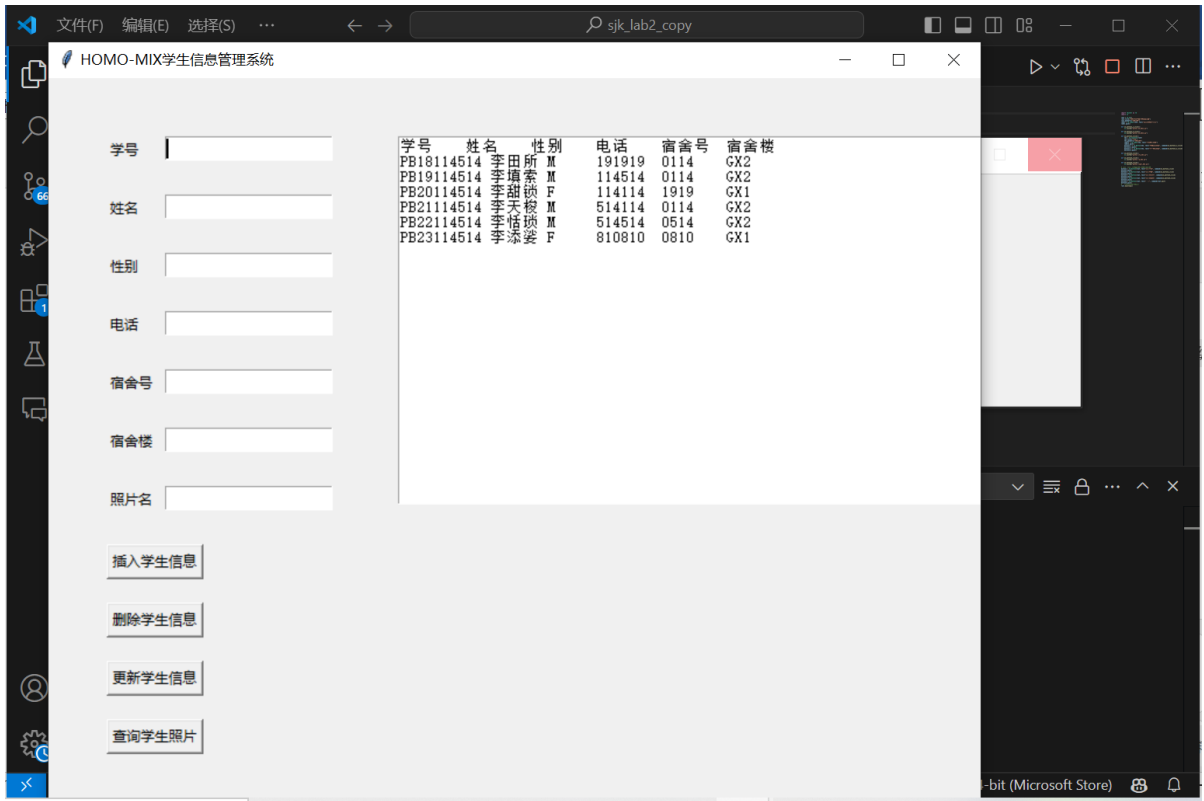 文件(F) 编辑(E) 选择(S) ··· sjk_lab2_copy
HOMO-MIX学生信息管理系统
学号
姓名
性别
电话
宿舍号
宿舍楼
照片名
插入学生信息
删除学生信息
更新学生信息
查询学生照片
学号 姓名 性别 电话 宿舍号 宿舍楼
PB18114514 李田所 M 191919 0114 GX2
PB19114514 李填索 M 114514 0114 GX2
PB20114514 李甜锁 F 114114 1919 GX1
PB21114514 李天梭 M 514114 0114 GX2
PB22114514 李恬琐 M 514514 0514 GX2
PB23114514 李添娑 F 810810 0810 GX1
66
1
-bit (Microsoft Store)